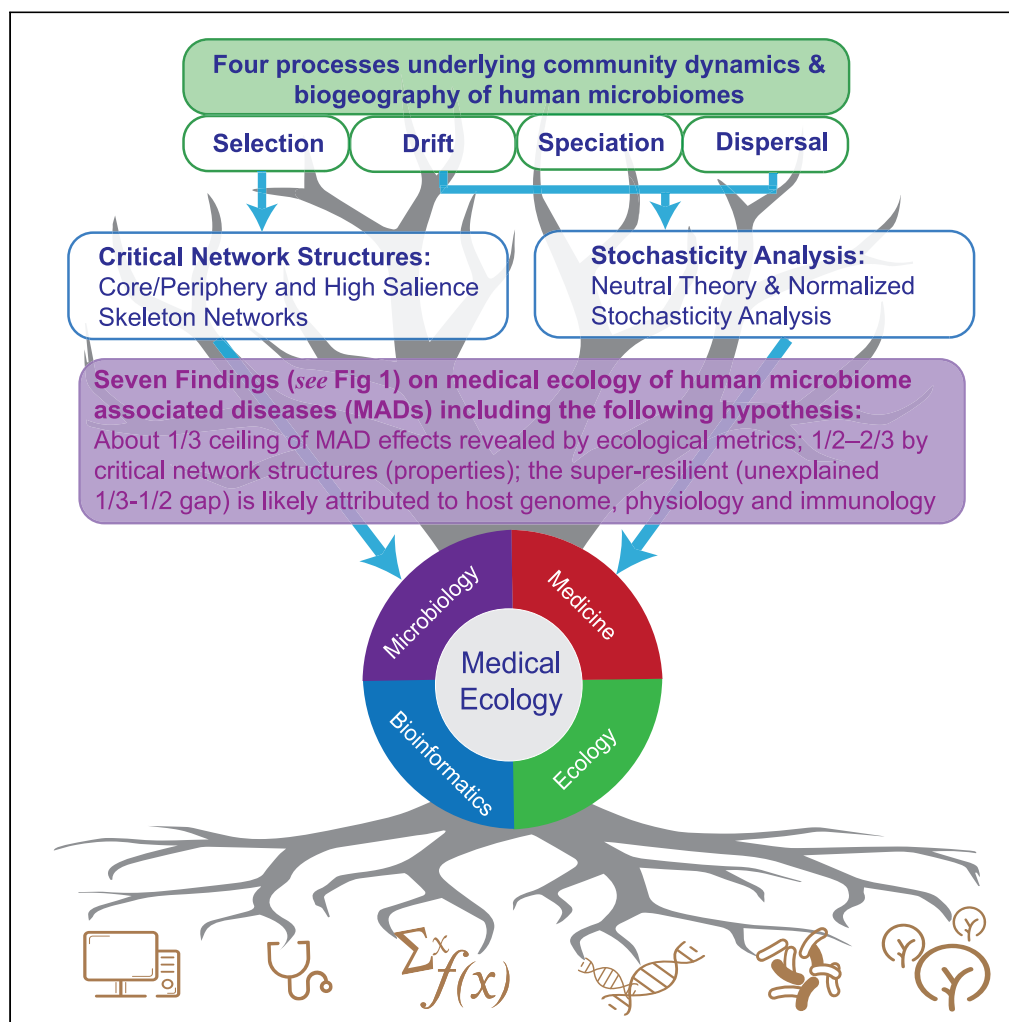 Four processes underlying community dynamics &
biogeography of human microbiomes
Selection
Drift
Speciation
Dispersal
Critical Network Structures:
Core/Periphery and High Salience
Skeleton Networks
Stochasticity Analysis:
Neutral Theory & Normalized
Stochasticity Analysis
Seven Findings (see Fig 1) on medical ecology of human microbiome
associated diseases (MADs) including the following hypothesis:
About 1/3 ceiling of MAD effects revealed by ecological metrics; 1/2–2/3 by
critical network structures (properties); the super-resilient (unexplained
1/3-1/2 gap) is likely attributed to host genome, physiology and immunology
Microbiology
Medicine
Medical
Ecology
Bioinformatics
Ecology
Σx f(x)